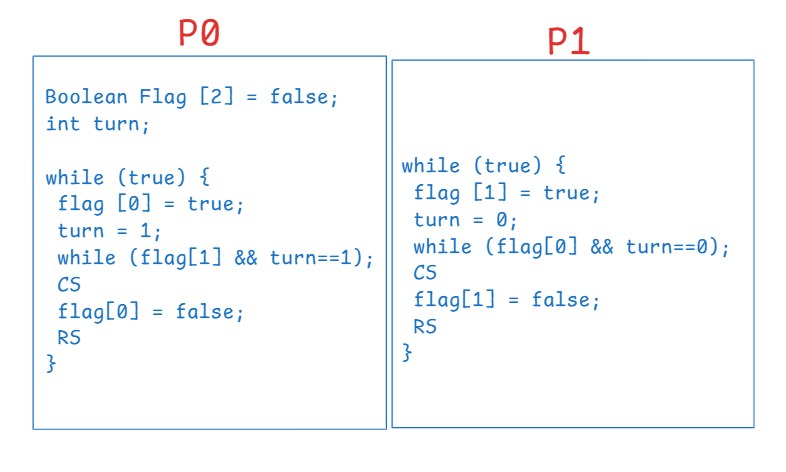 P0
Boolean Flag [2] = false;
int turn;
while (true) {
flag [0] = true;
turn = 1;
while (flag[1] && turn==1);
CS
flag[0] = false;
RS
}
P1
while (true) {
flag [1] = true;
turn = 0;
while (flag[0] && turn==0);
CS
flag[1] = false;
RS
}